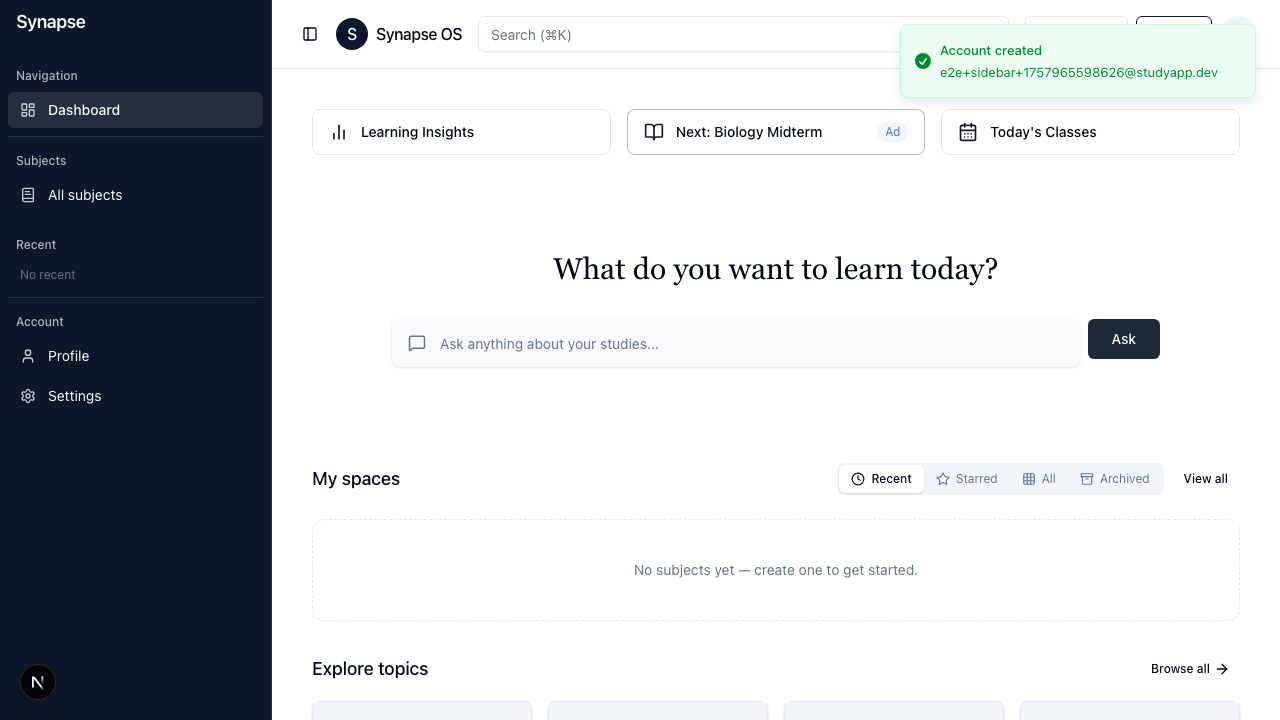 Synapse
Navigation
Dashboard
Subjects
All subjects
Recent
No recent
Account
Profile
Settings
N
S
Synapse OS
Search (⌘K)
Account created
e2e+sidebar+1757965598626@studyapp.dev
Learning Insights
Next: Biology Midterm
Ad
Today's Classes
What do you want to learn today?
Ask anything about your studies...
Ask
My spaces
Recent
Starred
All
Archived
View all
No subjects yet — create one to get started.
Explore topics
Browse all